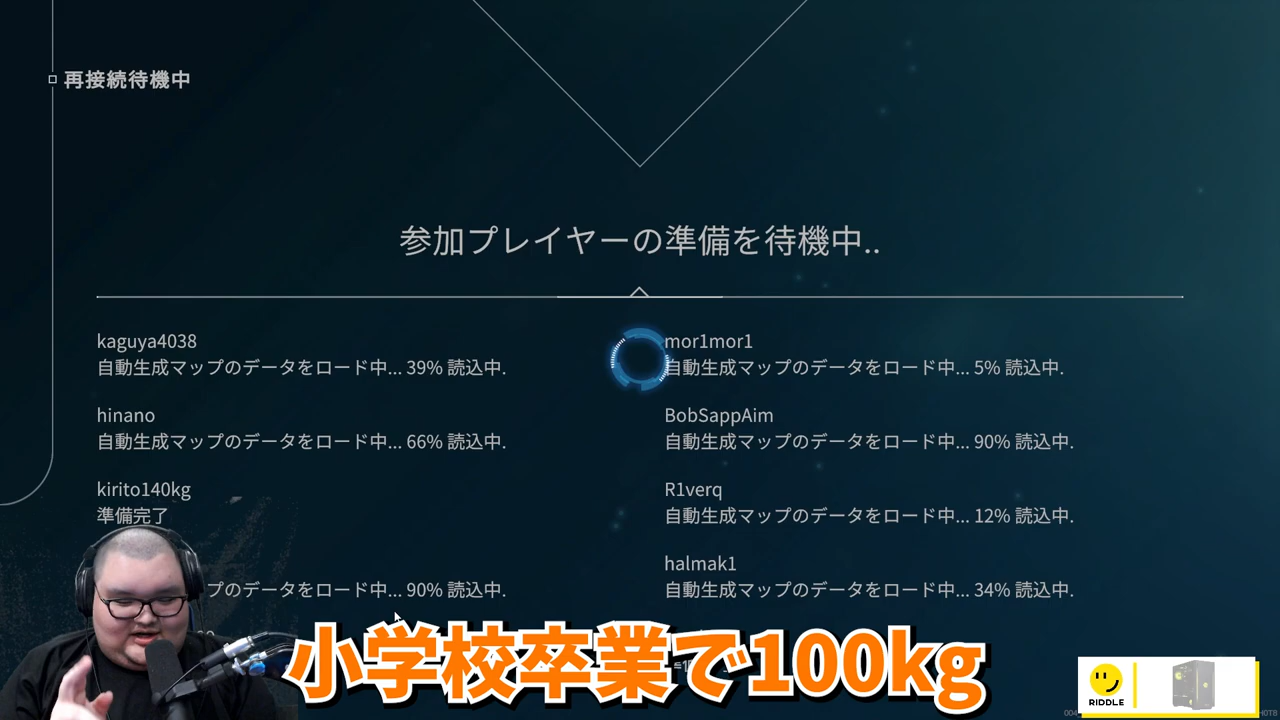 再接続待機中
参加プレイヤーの準備を待機中..
kaguya4038
自動生成マップのデータをロード中... 39% 読込中.
mor1mor1
自動生成マップのデータをロード中... 5% 読込中.
hinano
自動生成マップのデータをロード中... 66% 読込中.
BobSappAim
自動生成マップのデータをロード中... 90% 読込中.
kirito140kg
準備完了
R1verq
自動生成マップのデータをロード中... 12% 読込中.
プのデータをロード中... 90% 読込中.
halmak1
自動生成マップのデータをロード中... 34% 読込中.
小学校卒業で100kg
RIDDLE